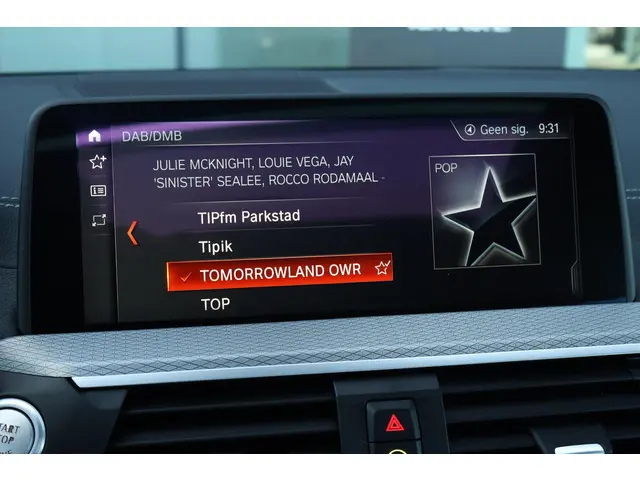 DAB/DMB
Geen sig. 9:31
JULIE MCKNIGHT, LOUIE VEGA, JAY
'SINISTER' SEALEE, ROCCO RODAMAAL -
POP
TIPfm Parkstad
Tipik
TOMORROWLAND OWR
TOP
START
STOP